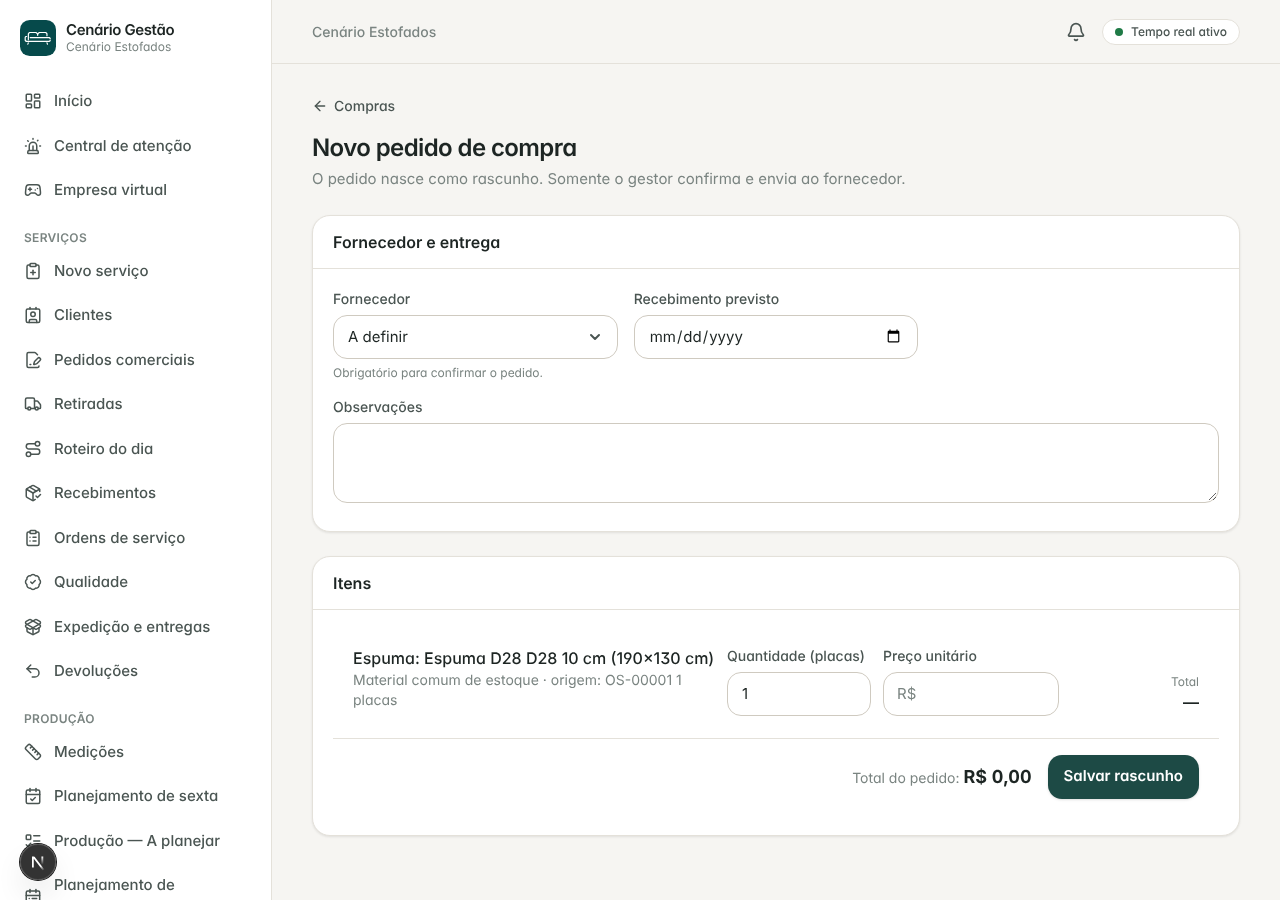 Cenário Gestão
Cenário Estofados
Início
Central de atenção
Empresa virtual
SERVIÇOS
Novo serviço
Clientes
Pedidos comerciais
Retiradas
Roteiro do dia
Recebimentos
Ordens de serviço
Qualidade
Expedição e entregas
Devoluções
PRODUÇÃO
Medições
Planejamento de sexta
Produção — A planejar
Planejamento de
N
Cenário Estofados
Tempo real ativo
Compras
Novo pedido de compra
O pedido nasce como rascunho. Somente o gestor confirma e envia ao fornecedor.
Fornecedor e entrega
Fornecedor
Recebimento previsto
A definir
mm/dd/yyyy
Obrigatório para confirmar o pedido.
Observações
Itens
Espuma: Espuma D28 D28 10 cm (190×130 cm)
Material comum de estoque · origem: OS-00001 1
placas
Quantidade (placas)
1
Preço unitário
R$
Total
—
Total do pedido: R$ 0,00
Salvar rascunho